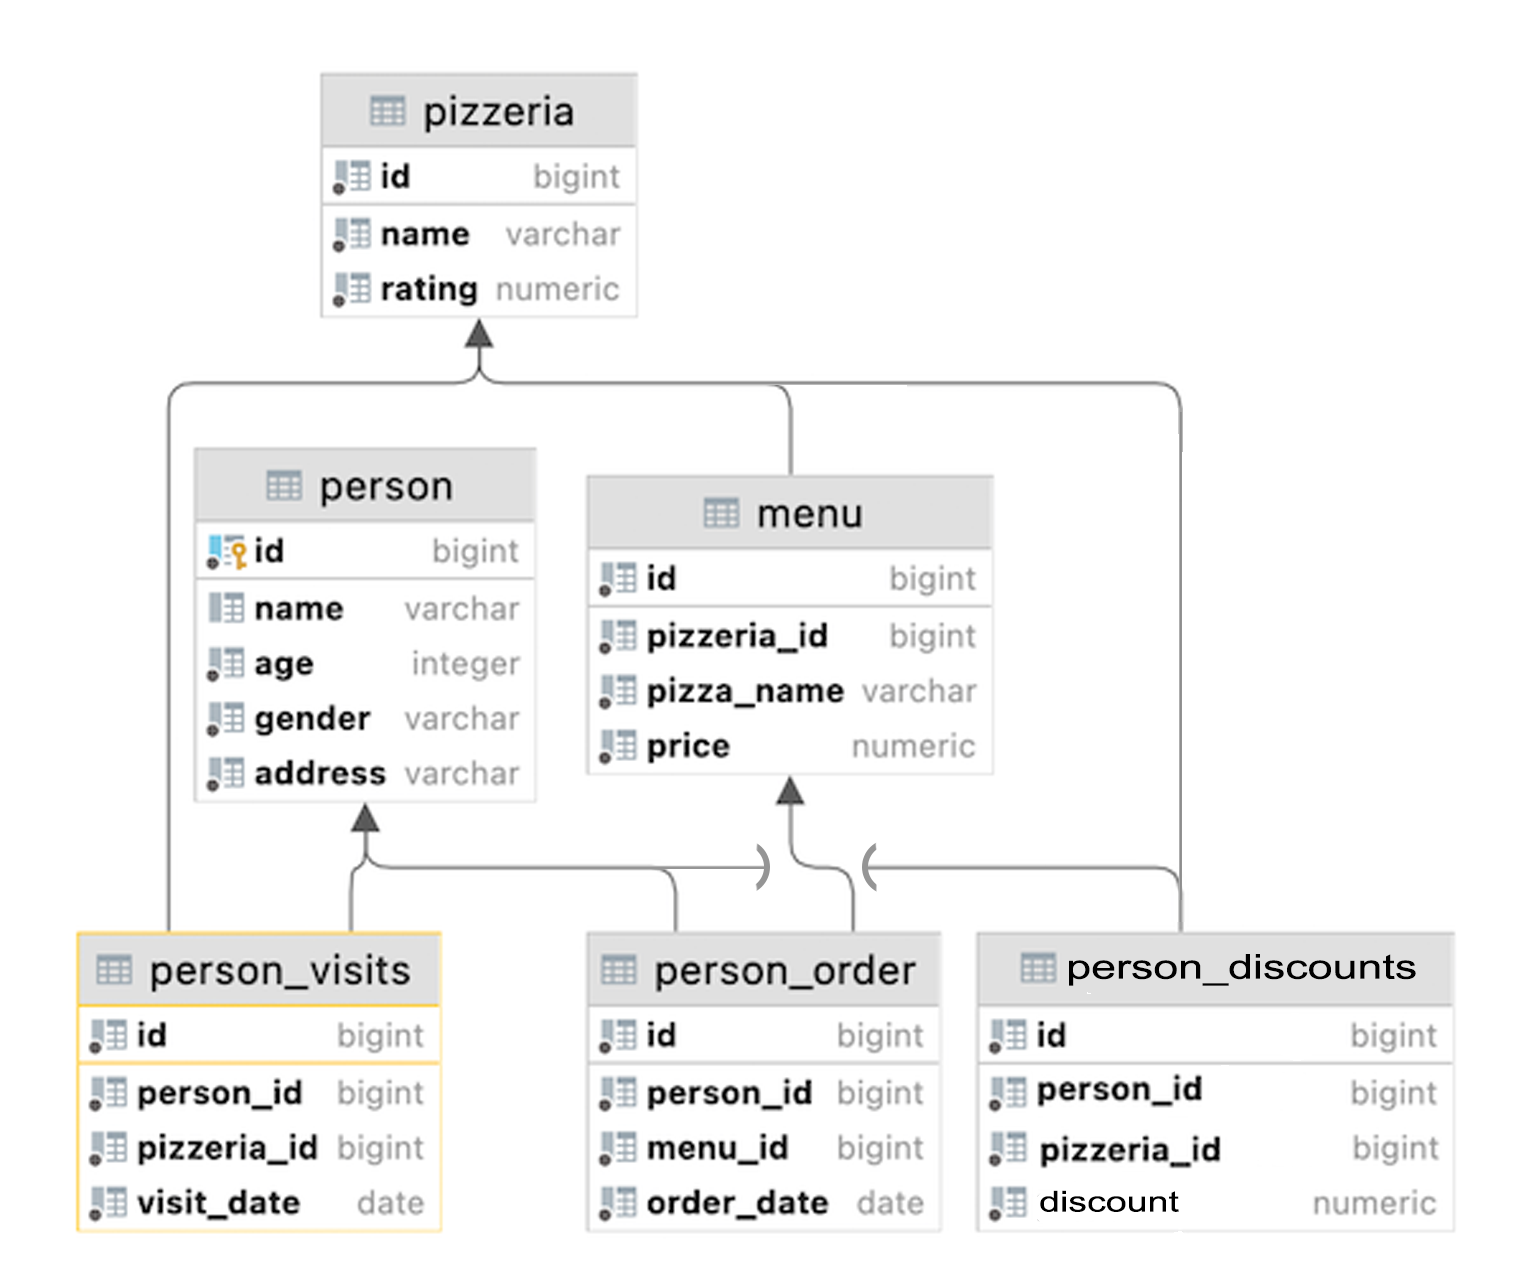 pizzeria
id bigint
name varchar
rating numeric
person
id bigint
name varchar
age integer
gender varchar
address varchar
menu
id bigint
pizzeria_id bigint
pizza_name varchar
price numeric
person_visits
id bigint
person_id bigint
pizzeria_id bigint
visit_date date
person_order
id bigint
person_id bigint
menu_id bigint
order_date date
person_discounts
id bigint
person_id bigint
pizzeria_id bigint
discount numeric